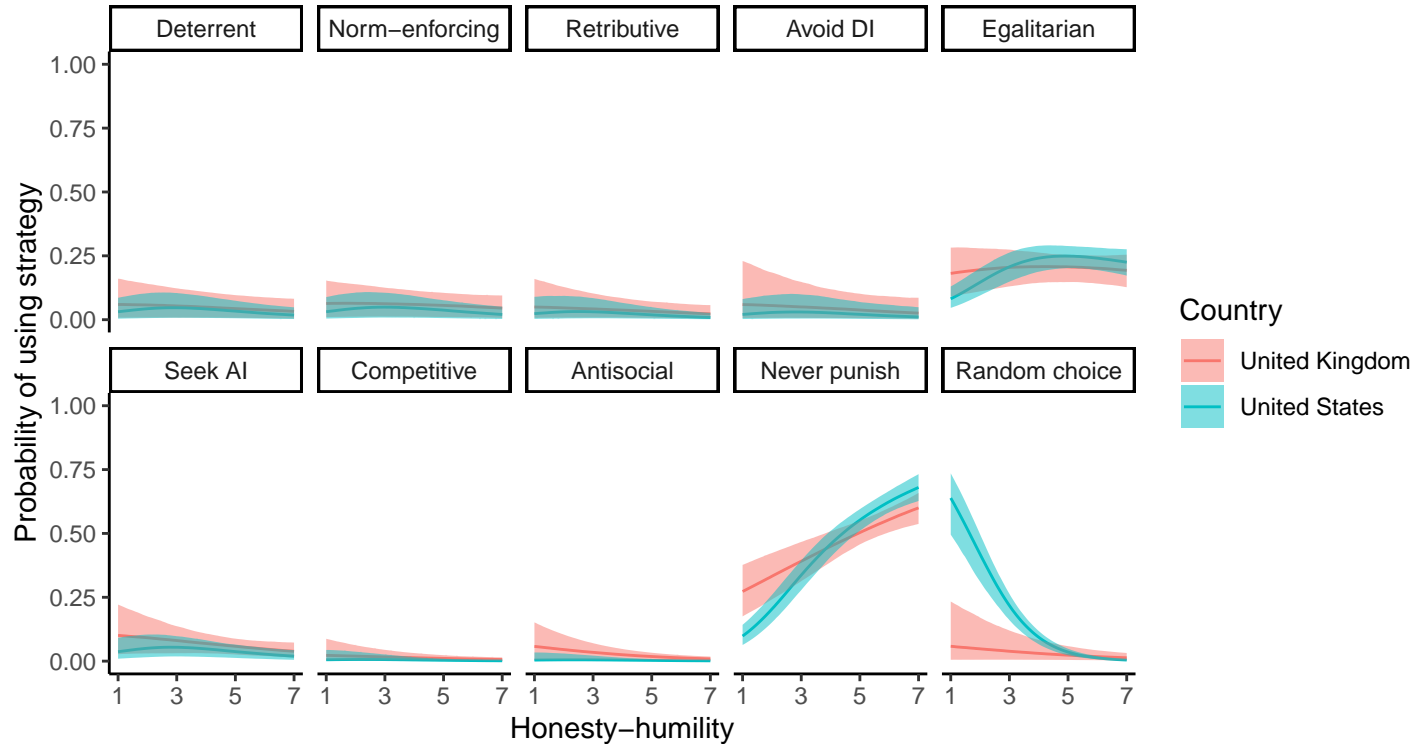 Deterrent
Norm−enforcing
Retributive
Avoid DI
Egalitarian
1.00
0.75
0.50
0.25
0.00
Seek AI
Competitive
Antisocial
Never punish
Random choice
1.00
0.75
0.50
0.25
0.00
1 3 5 7
1 3 5 7
1 3 5 7
1 3 5 7
1 3 5 7
Honesty−humility
Probability of using strategy
Country
United Kingdom
United States